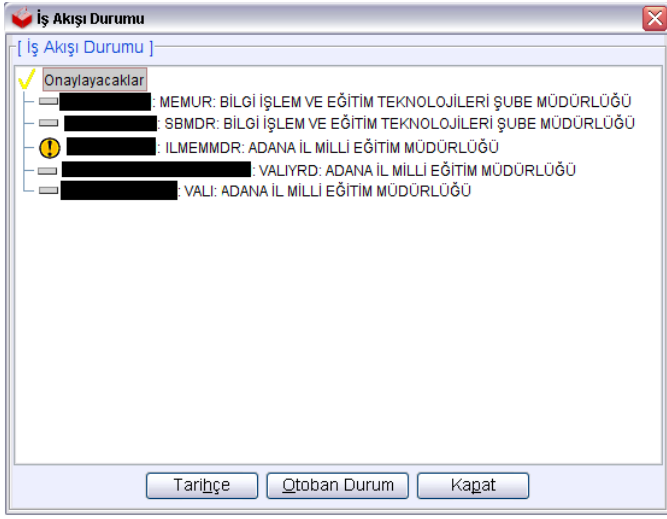 İş Akışı Durumu
[ İş Akışı Durumu ]
Onaylayacaklar
: MEMUR: BİLGİ İŞLEM VE EĞİTİM TEKNOLOJİLERİ ŞUBE MÜDÜRLÜĞÜ
: SBMDR: BİLGİ İŞLEM VE EĞİTİM TEKNOLOJİLERİ ŞUBE MÜDÜRLÜĞÜ
: ILMEMMDR: ADANA İL MİLLİ EĞİTİM MÜDÜRLÜĞÜ
: VALIYRD: ADANA İL MİLLİ EĞİTİM MÜDÜRLÜĞÜ
: VALI: ADANA İL MİLLİ EĞİTİM MÜDÜRLÜĞÜ
Tarihçe Otoban Durum Kapat